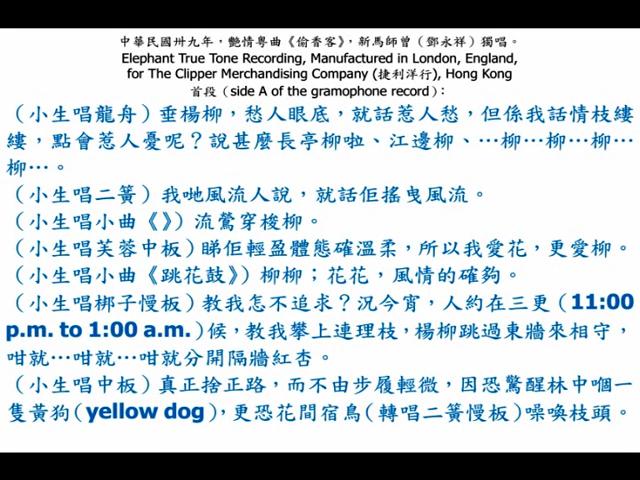 中華民國卅九年，艷情粵曲《偷香客》，新馬師曾（鄧永祥）獨唱。
Elephant True Tone Recording, Manufactured in London, England,
for The Clipper Merchandising Company (捷利洋行), Hong Kong
首段（side A of the gramophone record）：
（小生唱龍舟）垂楊柳，愁人眼底，就話惹人愁，但係我話情枝縷
縷，點會惹人憂呢？說甚麼長亭柳啦、江邊柳、…柳…柳…柳…
柳…。
（小生唱二簧）我哋風流人說，就話佢搖曳風流。
（小生唱小曲《》）流鶯穿梭柳。
（小生唱芙蓉中板）睇佢輕盈體態確溫柔，所以我愛花，更愛柳。
（小生唱小曲《跳花鼓》）柳柳；花花，風情的確夠。
（小生唱梆子慢板）教我怎不追求？況今宵，人約在三更（11:00
p.m. to 1:00 a.m.）候，教我攀上連理枝，楊柳跳過東牆來相守，
咁就…咁就…咁就分開隔牆紅杏。
（小生唱中板）真正捨正路，而不由步履輕微，因恐驚醒林中嗰一
隻黃狗（yellow dog），更恐花間宿鳥（轉唱二簧慢板）噪喚枝頭。